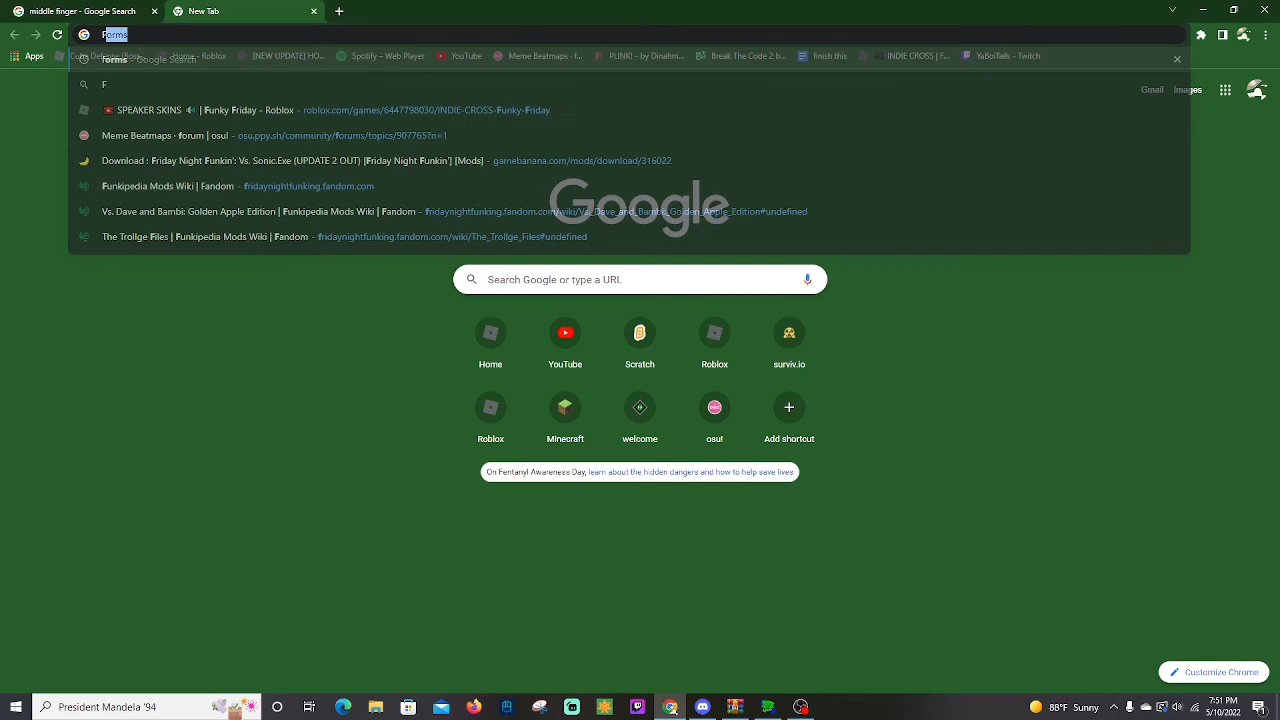 middle finger - Google Search
New Tab
Forms
Forms - Google Search
F
Apps
Home - Roblox
[NEW UPDATE] HO...
Spotify – Web Player
YouTube
Meme Beatmaps · f...
PLINK! - by Dinahm...
Break The Code 2 b...
finish this
INDIE CROSS | F...
YaBoiTails - Twitch
SPEAKER SKINS 🔊 | Funky Friday - Roblox - roblox.com/games/6447798030/INDIE-CROSS-Funky-Friday
Meme Beatmaps · forum | osu! - osu.ppy.sh/community/forums/topics/907765?n=1
Download : Friday Night Funkin': Vs. Sonic.Exe (UPDATE 2 OUT) [Friday Night Funkin'] [Mods] - gamebanana.com/mods/download/316022
Funkipedia Mods Wiki | Fandom - fridaynightfunking.fandom.com
Vs. Dave and Bambi: Golden Apple Edition | Funkipedia Mods Wiki | Fandom - fridaynightfunking.fandom.com/wiki/Vs._Dave_and_Bambi:_Golden_Apple_Edition#undefined
The Trollge Files | Funkipedia Mods Wiki | Fandom - fridaynightfunking.fandom.com/wiki/The_Trollge_Files#undefined
Gmail Images
Google
Search Google or type a URL
Home
YouTube
Scratch
Roblox
surviv.io
Roblox
Minecraft
welcome
osu!
Add shortcut
On Fentanyl Awareness Day, learn about the hidden dangers and how to help save lives
Customize Chrome
President Mandela '94
88°F Sunny
7:51 PM
5/10/2022